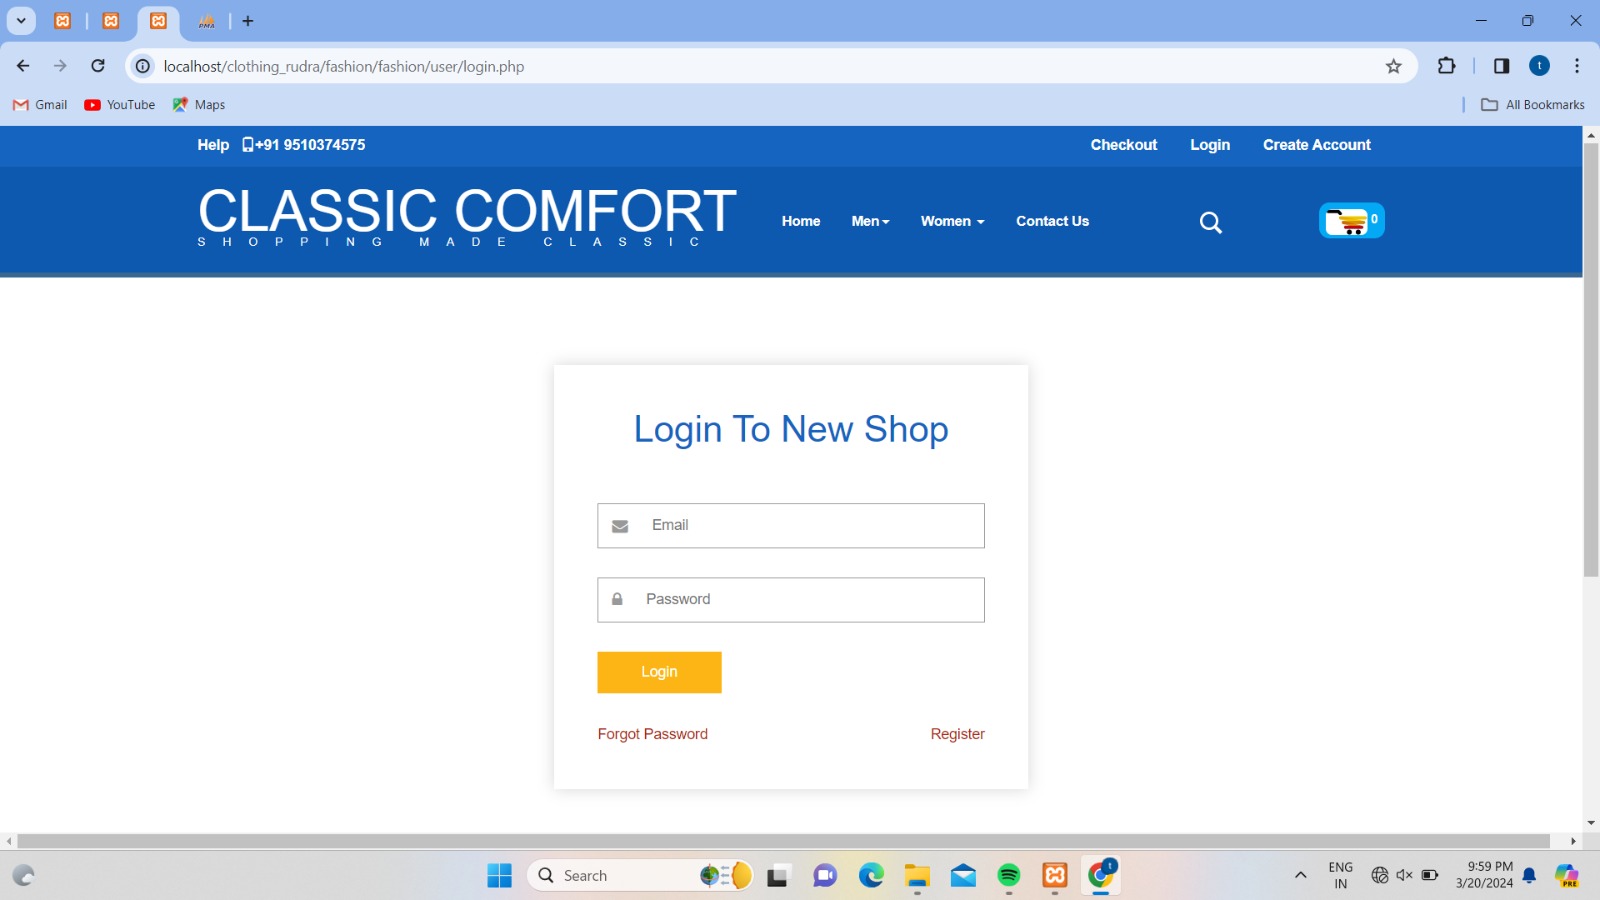 localhost/clothing_rudra/fashion/fashion/user/login.php
Gmail YouTube Maps All Bookmarks
Help +91 9510374575 Checkout Login Create Account
CLASSIC COMFORT
SHOPPING MADE CLASSIC
Home Men Women Contact Us 0
Login To New Shop
Email
Password
Login
Forgot Password Register
Search
ENG
IN
9:59 PM
3/20/2024
PMA
t
t
PRE